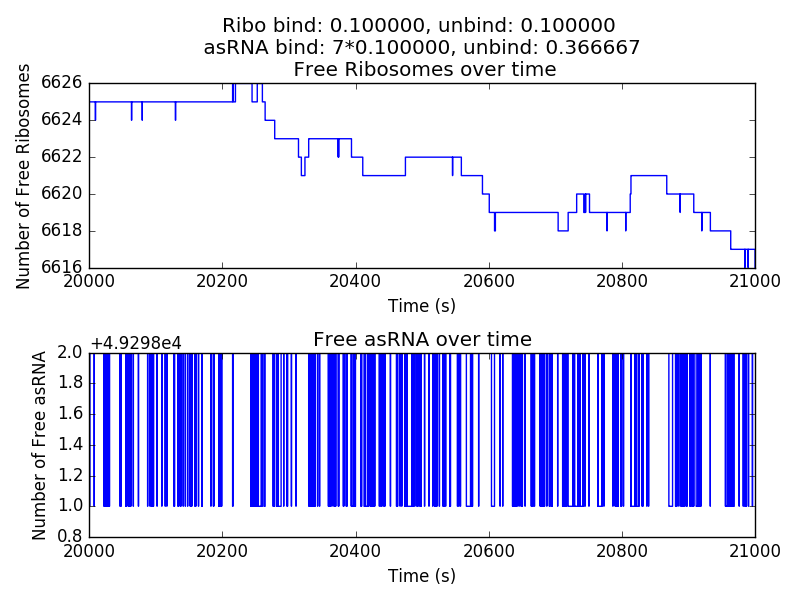 Ribo bind: 0.100000, unbind: 0.100000
asRNA bind: 7*0.100000, unbind: 0.366667
Free Ribosomes over time
Number of Free Ribosomes
6626
6624
6622
6620
6618
6616
20000
20200
20400
20600
20800
21000
Time (s)
Free asRNA over time
+4.9298e4
Number of Free asRNA
2.0
1.8
1.6
1.4
1.2
1.0
0.8
20000
20200
20400
20600
20800
21000
Time (s)